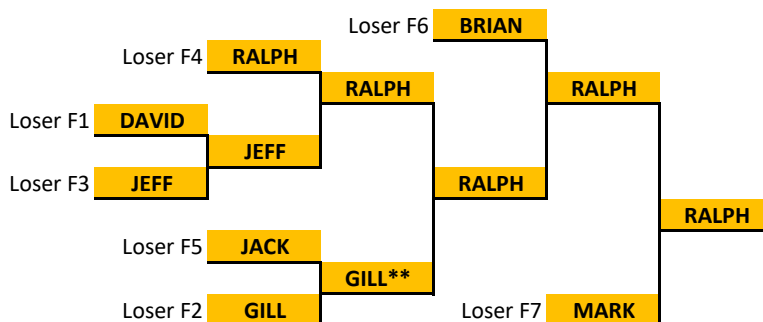 Loser F6 BRIAN
Loser F4 RALPH
RALPH RALPH
Loser F1 DAVID
JEFF
Loser F3 JEFF RALPH
RALPH
Loser F5 JACK
GILL**
Loser F2 GILL Loser F7 MARK